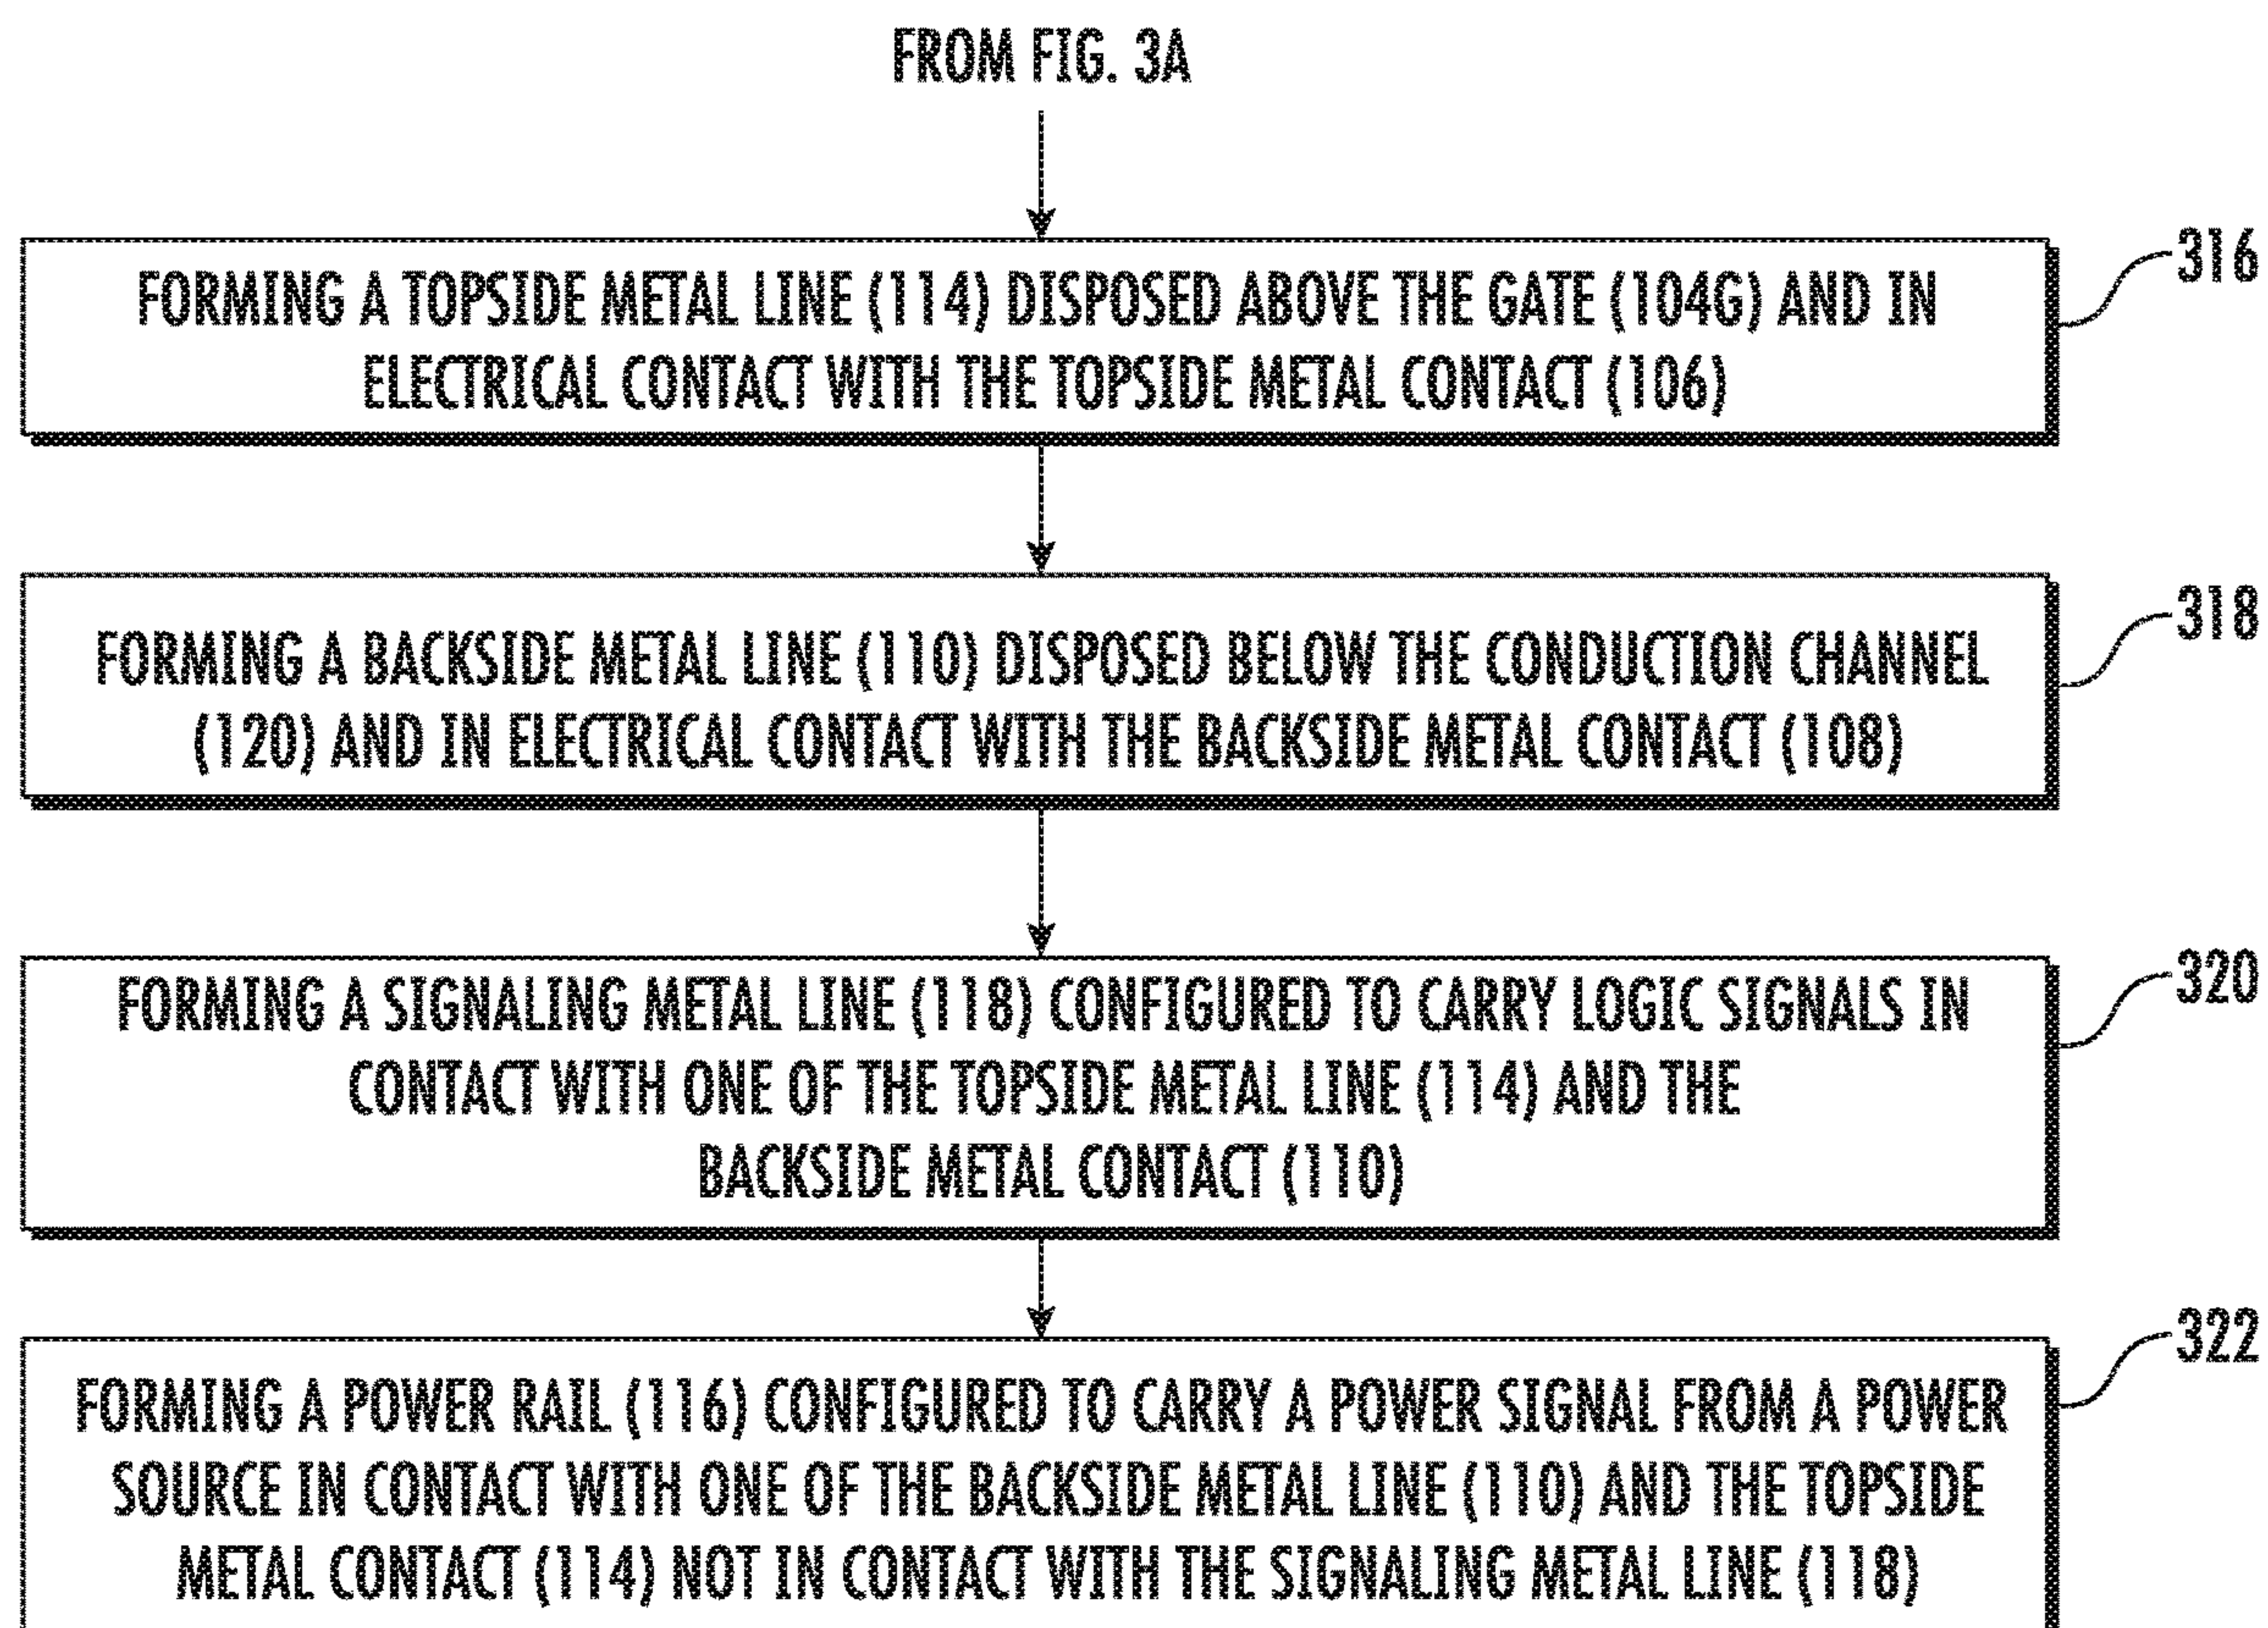 FROM FIG. 3A
316
FORMING A TOPSIDE METAL LINE (114) DISPOSED ABOVE THE GATE (104G) AND IN
ELECTRICAL CONTACT WITH THE TOPSIDE METAL CONTACT (106)
318
FORMING A BACKSIDE METAL LINE (110) DISPOSED BELOW THE CONDUCTION CHANNEL
(120) AND IN ELECTRICAL CONTACT WITH THE BACKSIDE METAL CONTACT (108)
320
FORMING A SIGNALING METAL LINE (118) CONFIGURED TO CARRY LOGIC SIGNALS IN
CONTACT WITH ONE OF THE TOPSIDE METAL LINE (114) AND THE
BACKSIDE METAL CONTACT (110)
322
FORMING A POWER RAIL (116) CONFIGURED TO CARRY A POWER SIGNAL FROM A POWER
SOURCE IN CONTACT WITH ONE OF THE BACKSIDE METAL LINE (110) AND THE TOPSIDE
METAL CONTACT (114) NOT IN CONTACT WITH THE SIGNALING METAL LINE (118)